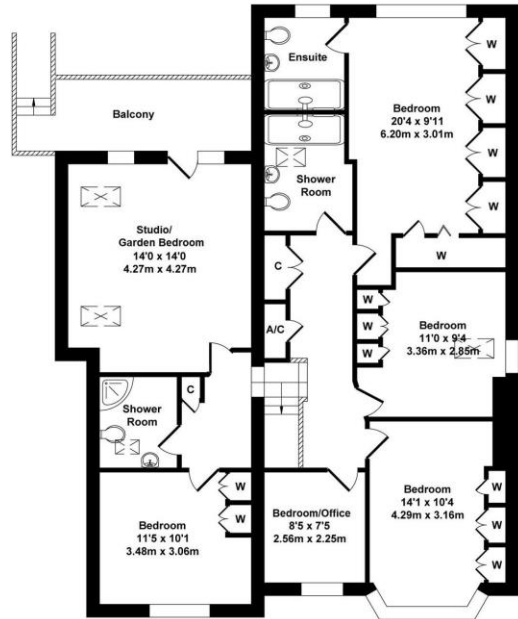 Ensuite
W
W
W
W
W
Bedroom
20'4 x 9'11
6.20m x 3.01m
Balcony
Shower
Room
Studio/
Garden Bedroom
14'0 x 14'0
4.27m x 4.27m
C
A/C
W
W
W
Bedroom
11'0 x 9'4
3.36m x 2.85m
Shower
Room
C
Bedroom
11'5 x 10'1
3.48m x 3.06m
W
W
Bedroom/Office
8'5 x 7'5
2.56m x 2.25m
Bedroom
14'1 x 10'4
4.29m x 3.16m
W
W
W